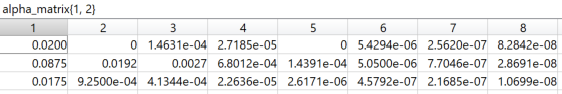 alpha_matrix{1, 2}
1 2 3 4 5 6 7 8
0.0200 0 1.4631e-04 2.7185e-05 0 5.4294e-06 2.5620e-07 8.2842e-08
0.0875 0.0192 0.0027 6.8012e-04 1.4391e-04 5.0500e-06 7.7046e-07 2.8691e-08
0.0175 9.2500e-04 4.1344e-04 2.2636e-05 2.6171e-06 4.5792e-07 2.1685e-07 1.0699e-08